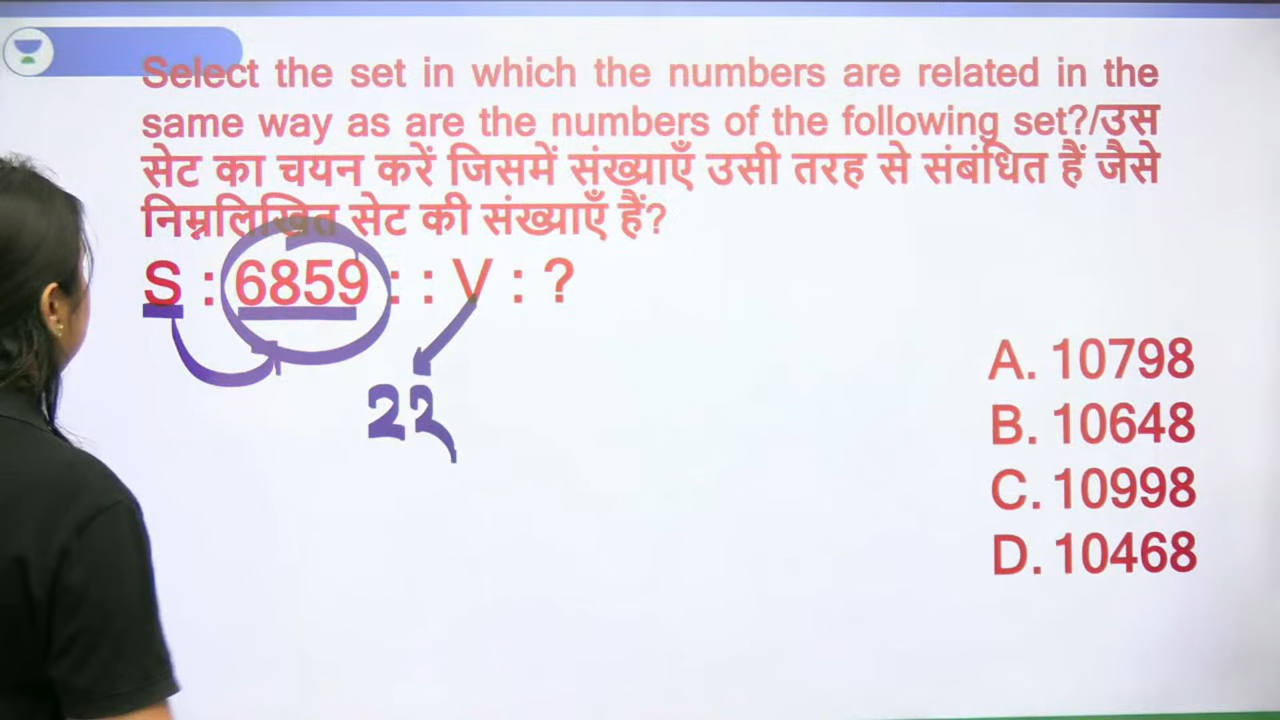 Select the set in which the numbers are related in the
same way as are the numbers of the following set?/उस
सेट का चयन करें जिसमें संख्याएँ उसी तरह से संबंधित हैं जैसे
निम्नलिखित सेट की संख्याएँ हैं?
S : 6859 : : V : ?
२२
A. 10798
B. 10648
C. 10998
D. 10468